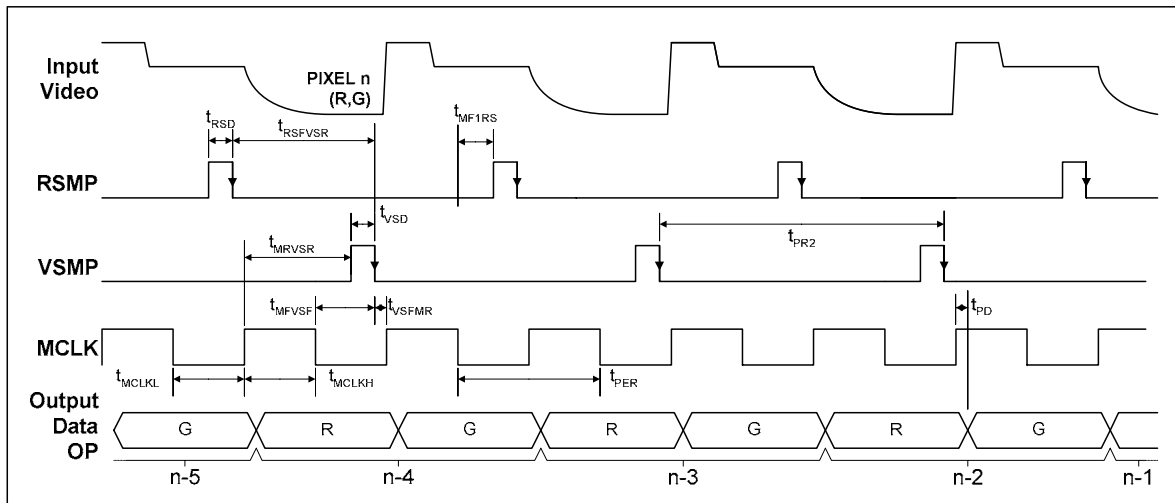 Input
Video
PIXEL n
(R,G)
tRSD
tRSFVSR
tMF1RS
RSMP
tVSD
tMRVSR
tPR2
VSMP
tMFVSF
tVSFMR
tPD
MCLK
tMCLKL
tMCLKH
tPER
Output
Data
OP
G R G R G R G
n-5 n-4 n-3 n-2 n-1